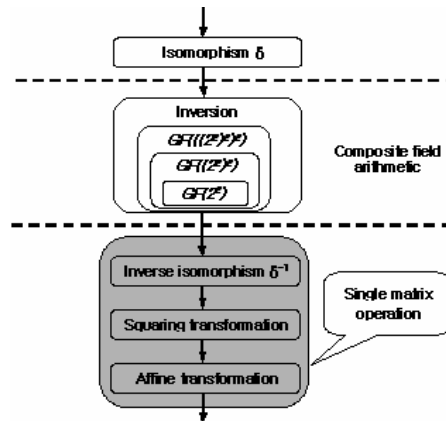 Isomorphism δ
Inversion
GF(((2²)²)²)
GF((2²)²)
GF(2²)
Composite field
arithmetic
Inverse isomorphism δ⁻¹
Squaring transformation
Affine transformation
Single matrix
operation